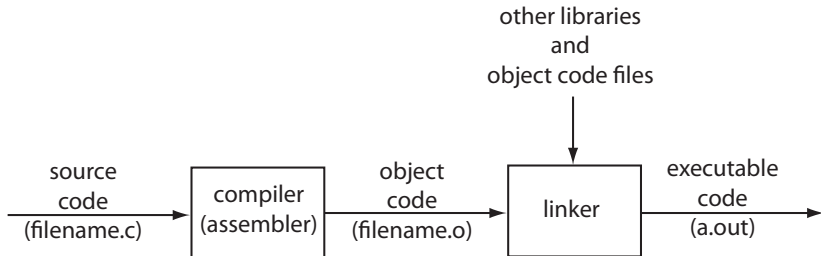 other libraries
and
object code files
source
code
(filename.c)
compiler
(assembler)
object
code
(filename.o)
linker
executable
code
(a.out)